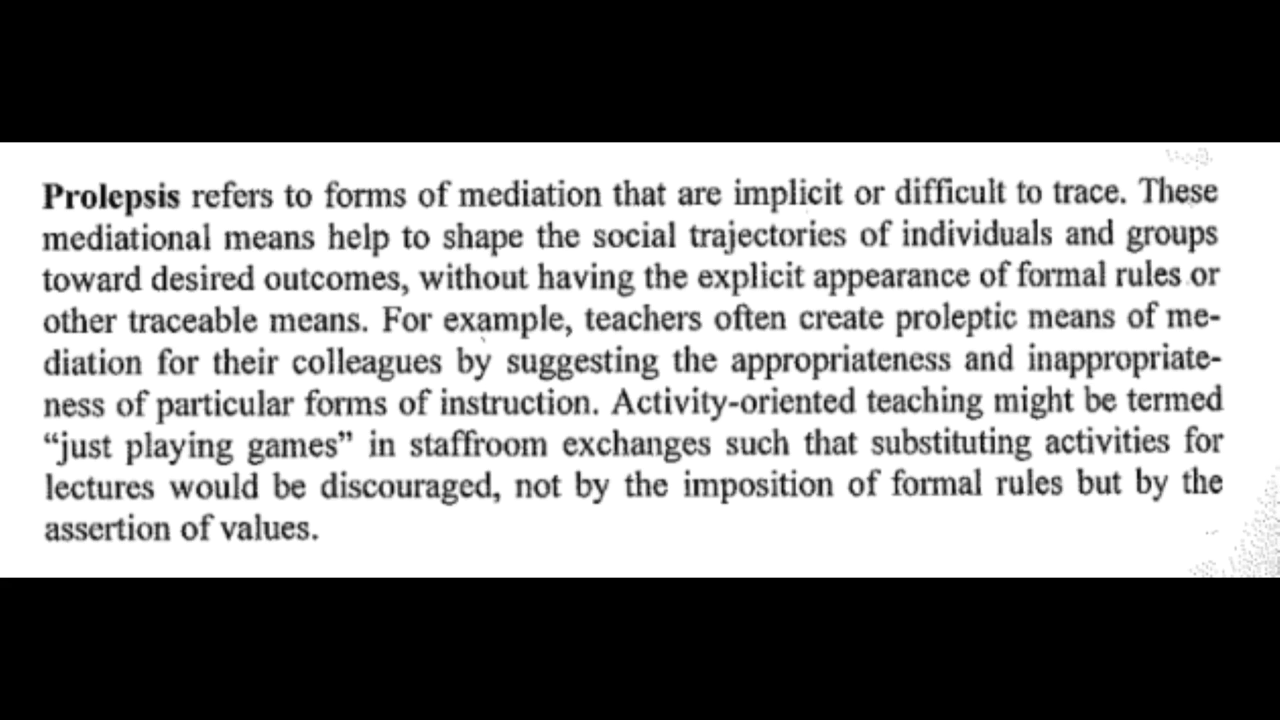 Prolepsis refers to forms of mediation that are implicit or difficult to trace. These
mediational means help to shape the social trajectories of individuals and groups
toward desired outcomes, without having the explicit appearance of formal rules or
other traceable means. For example, teachers often create proleptic means of me-
diation for their colleagues by suggesting the appropriateness and inappropriate-
ness of particular forms of instruction. Activity-oriented teaching might be termed
“just playing games” in staffroom exchanges such that substituting activities for
lectures would be discouraged, not by the imposition of formal rules but by the
assertion of values.